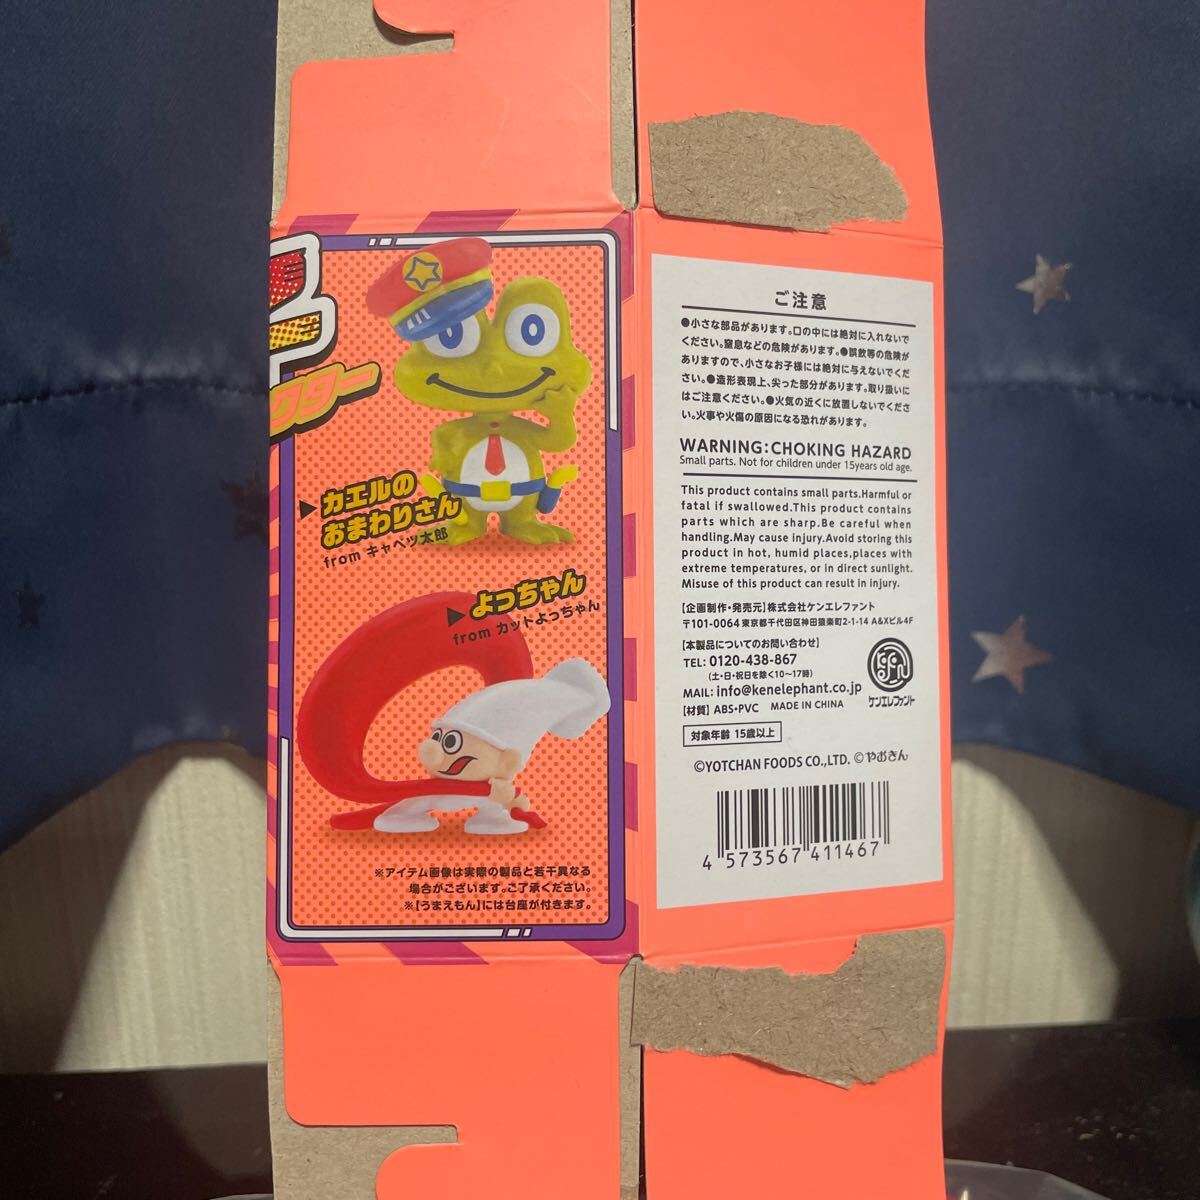 クター
カエルの
おまわりさん
from キャベツ太郎
よっちゃん
from カットよっちゃん
※アイテム画像は実際の製品と若干異なる
場合がございます。ご了承ください。
※【うまえもん】には台座が付きます。
ご注意
●小さな部品があります。口の中には絶対に入れないで
ください。窒息などの危険があります。●誤飲等の危険が
ありますので、小さなお子様には絶対に与えないでくだ
さい。●造形表現上、尖った部分があります。取り扱いに
はご注意ください。●火気の近くに放置しないでくださ
い。火事や火傷の原因になる恐れがあります。
WARNING:CHOKING HAZARD
Small parts. Not for children under 15years old age.
This product contains small parts.Harmful or
fatal if swallowed.This product contains
parts which are sharp.Be careful when
handling.May cause injury.Avoid storing this
product in hot, humid places,places with
extreme temperatures, or in direct sunlight.
Misuse of this product can result in injury.
【企画制作・発売元】株式会社ケンエレファント
〒101-0064 東京都千代田区神田猿楽町2-1-14 A&Xビル4F
【本製品についてのお問い合わせ】
TEL: 0120-438-867
(土・日・祝日を除く10〜17時)
MAIL: info@kenelephant.co.jp
ケンエレファント
【材質】ABS・PVC MADE IN CHINA
対象年齢 15歳以上
©YOTCHAN FOODS CO.,LTD. ©やおきん
4 573567 411467